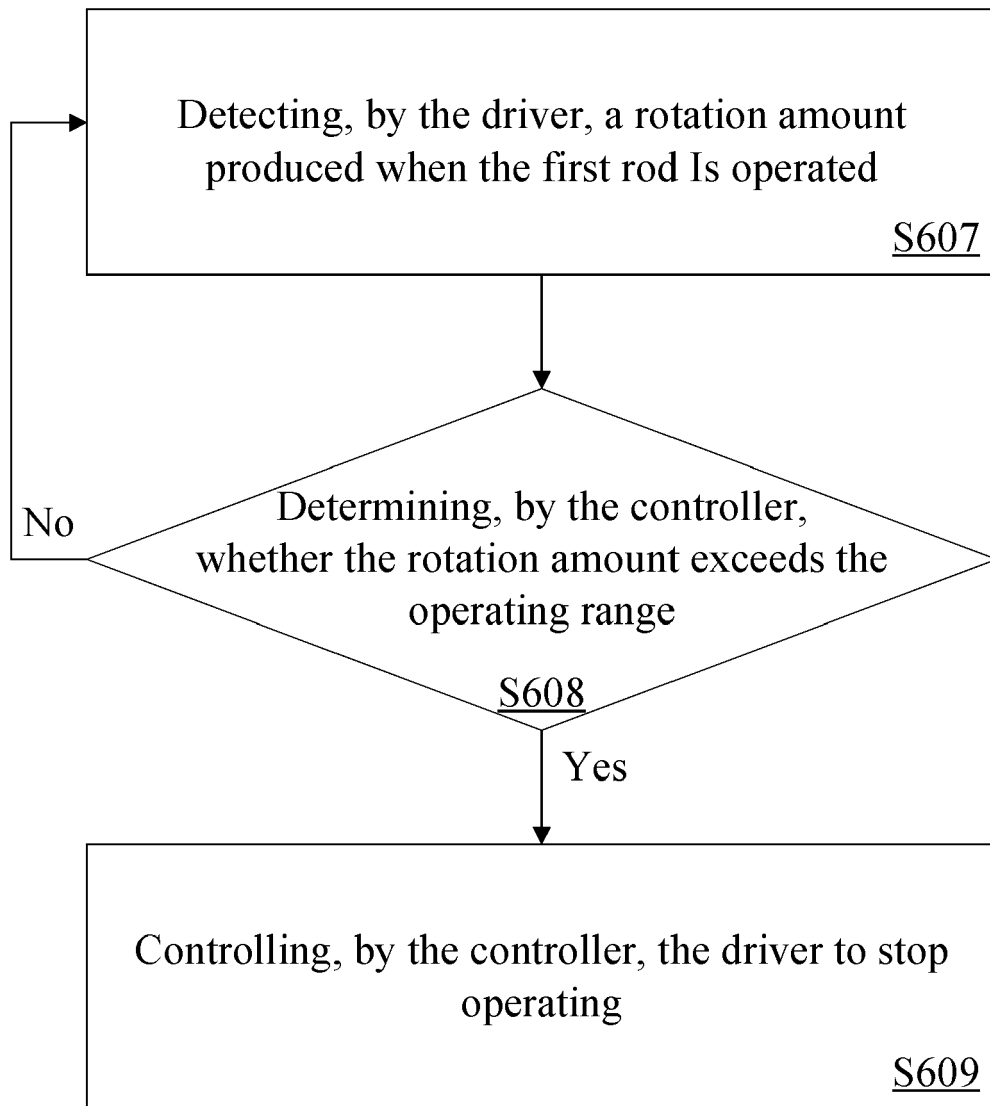 Detecting, by the driver, a rotation amount
produced when the first rod Is operated
S607
Determining, by the controller,
whether the rotation amount exceeds the
operating range
No
S608
Yes
Controlling, by the controller, the driver to stop
operating
S609